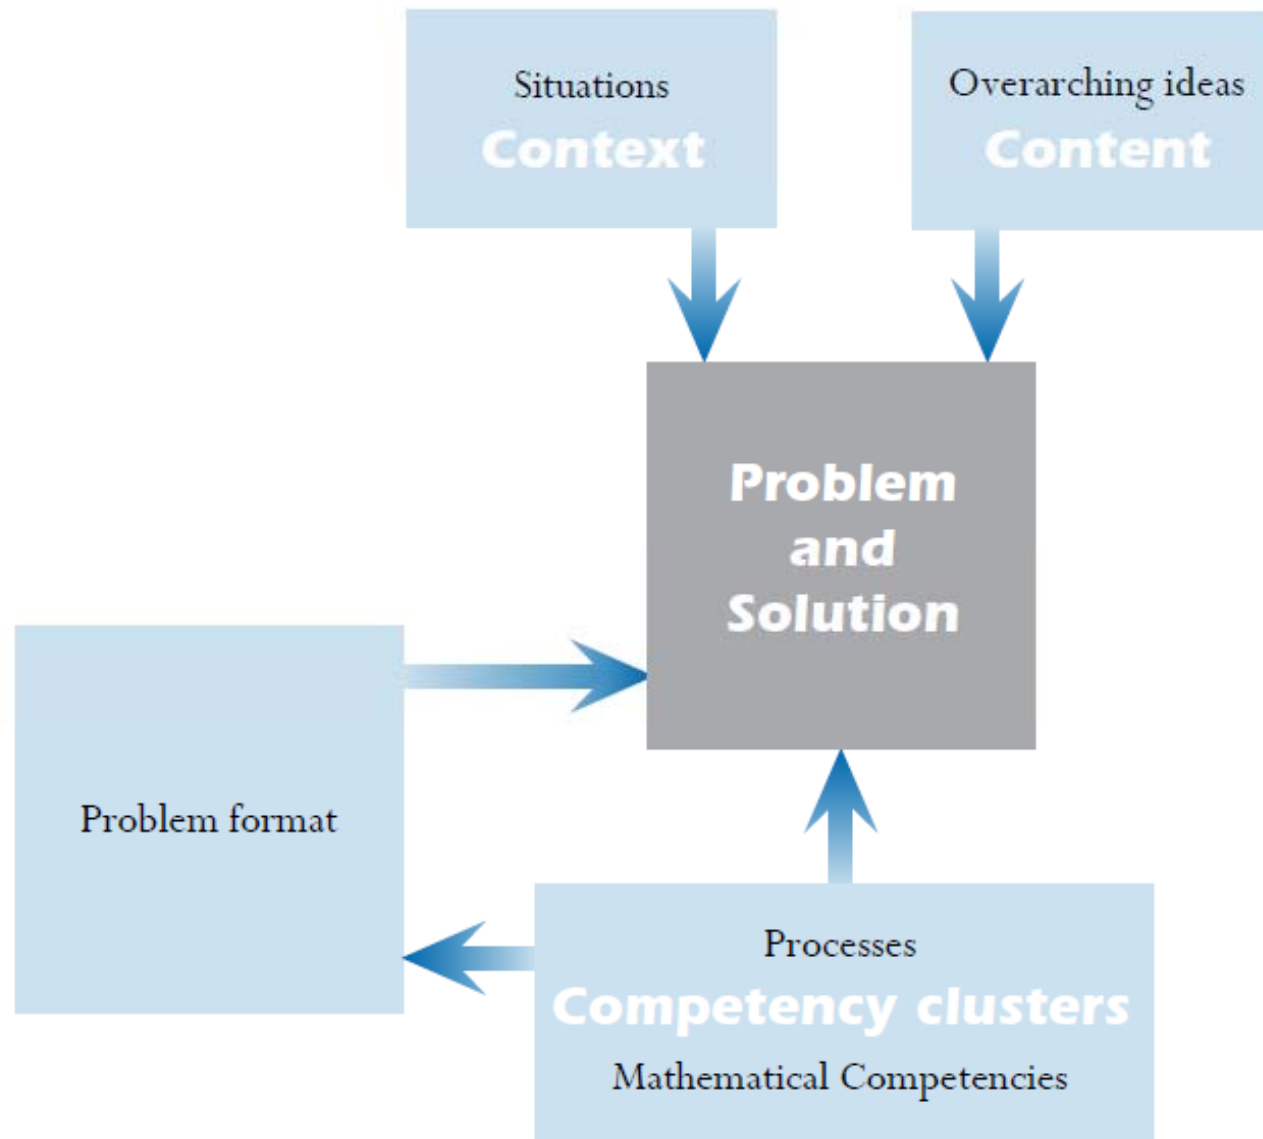 Situations
Context
Overarching ideas
Content
Problem
and
Solution
Problem format
Processes
Competency clusters
Mathematical Competencies